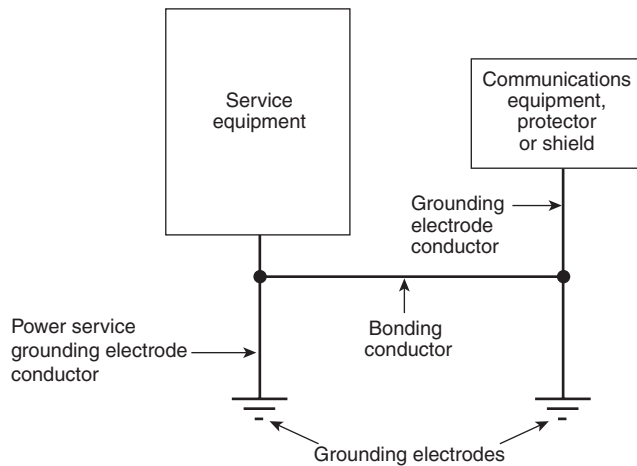 Service
equipment
Communications
equipment,
protector
or shield
Grounding
electrode
conductor
Power service
grounding electrode
conductor
Bonding
conductor
Grounding electrodes